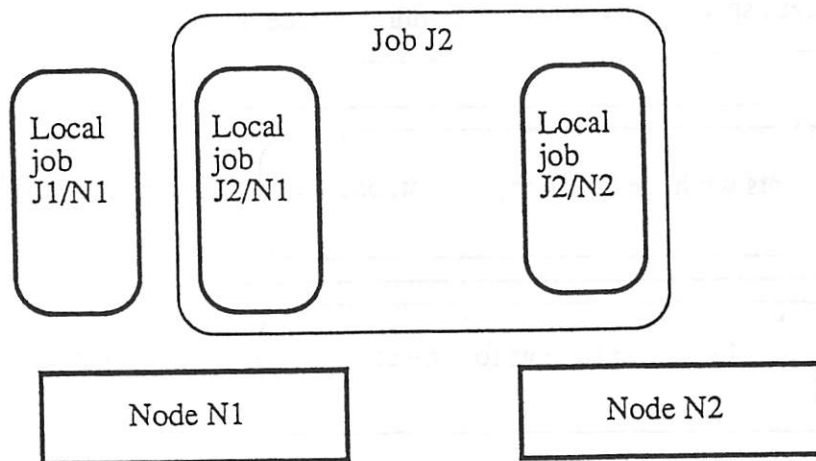 Job J2
Local
job
J1/N1
Local
job
J2/N1
Local
job
J2/N2
Node N1
Node N2